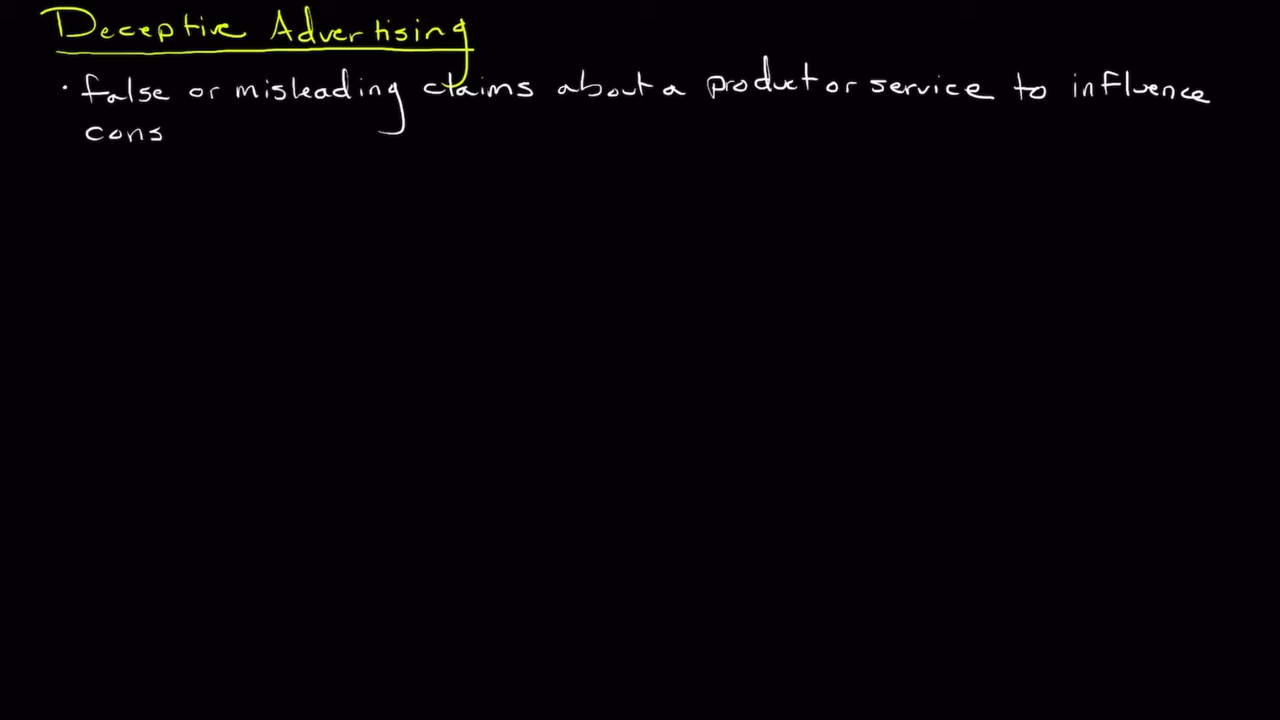 Deceptive Advertising
· false or misleading claims about a product or service to influence
cons